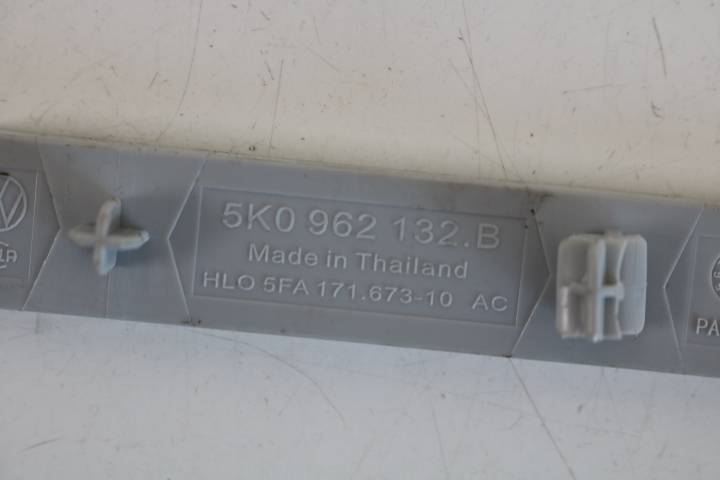 5K0 962 132.B
Made in Thailand
HLO 5FA 171.673-10 AC
PA